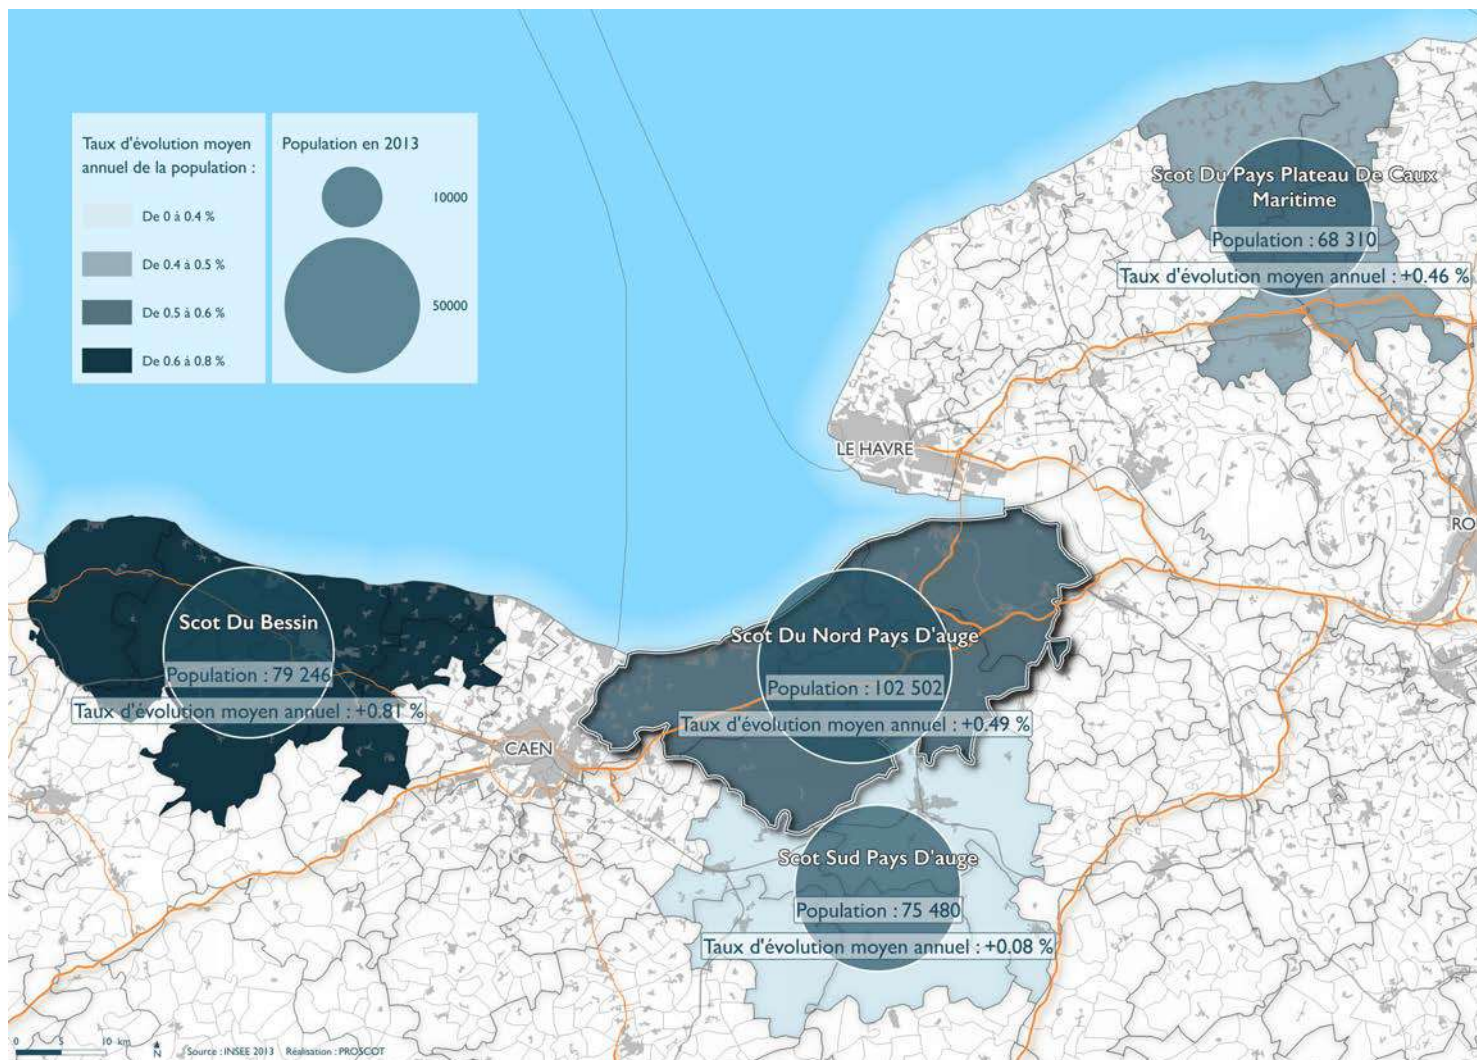 Taux d'évolution moyen
annuel de la population :
De 0 à 0.4 %
De 0.4 à 0.5 %
De 0.5 à 0.6 %
De 0.6 à 0.8 %
Population en 2013
10000
50000
Scot Du Pays Plateau De Caux
Maritime
Population : 68 310
Taux d'évolution moyen annuel : +0.46 %
LE HAVRE
RO
Scot Du Bessin
Population : 79 246
Taux d'évolution moyen annuel : +0.81 %
Scot Du Nord Pays D'auge
Population : 102 502
Taux d'évolution moyen annuel : +0.49 %
CAEN
Scot Sud Pays D'auge
Population : 75 480
Taux d'évolution moyen annuel : +0.08 %
0 5 10 km
N
Source : INSEE 2013 Réalisation : PROSCOT